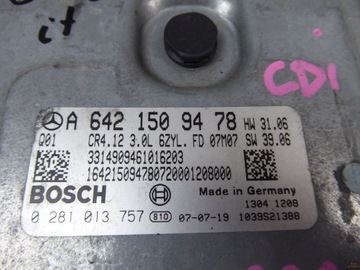 it
CDI
A 642 150 94 78 HW 31.06
Q01 CR4.12 3.0L 6ZYL. FD 07M07 SW 39.06
3314909461016203
164215094780720001208000
BOSCH Made in Germany
1304 1208
0 281 013 757 810 07-07-19 1039S21388